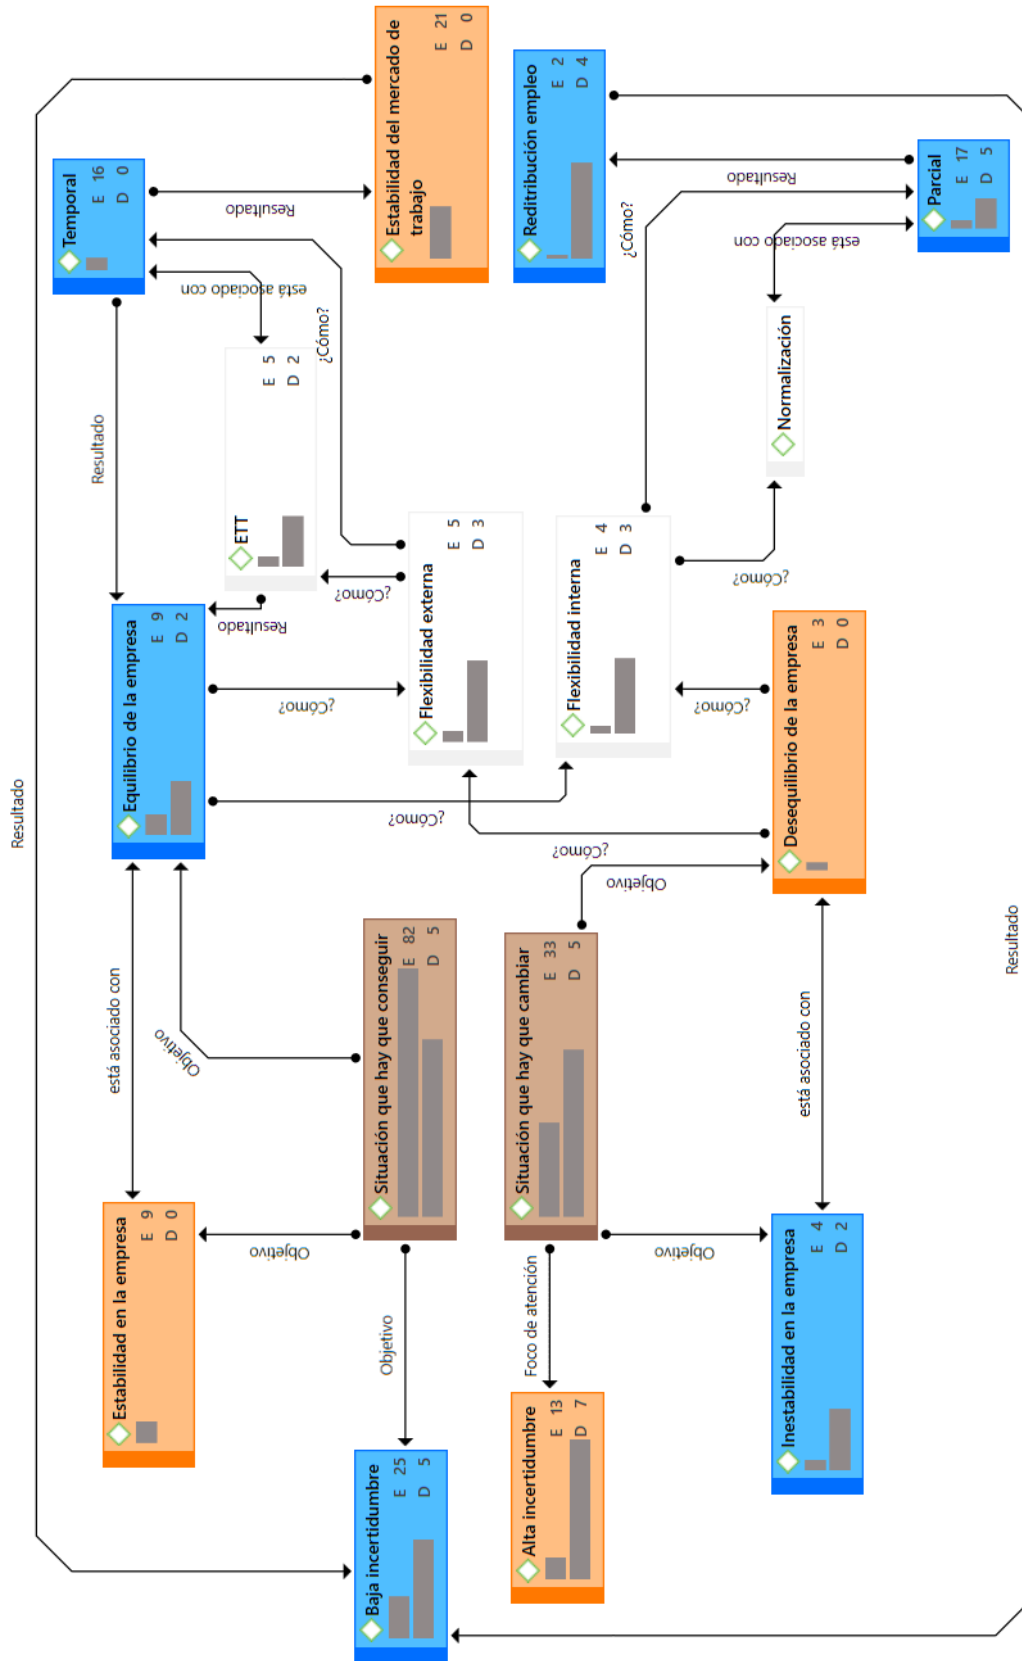 Temporal
E 16
D 0
Estabilidad del mercado de
trabajo
E 21
D 0
Reditribución empleo
E 2
D 4
Parcial
E 17
D 5
Resultado
Resultado
¿Cómo?
está asociado con
está asociado con
¿Cómo?
Resultado
ETT
E 5
D 2
Normalización
Flexibilidad externa
E 5
D 3
Flexibilidad interna
E 4
D 3
¿Cómo?
¿Cómo?
Resultado
Equilibrio de la empresa
E 9
D 2
Desequilibrio de la empresa
E 3
D 0
¿Cómo?
¿Cómo?
¿Cómo?
¿Cómo?
Objetivo
Resultado
Resultado
está asociado con
Objetivo
Situación que hay que conseguir
E 82
D 5
Situación que hay que cambiar
E 33
D 5
está asociado con
Estabilidad en la empresa
E 9
D 0
Objetivo
Objetivo
Inestabilidad en la empresa
E 4
D 2
Objetivo
Foco de atención
Baja incertidumbre
E 25
D 5
Alta incertidumbre
E 13
D 7